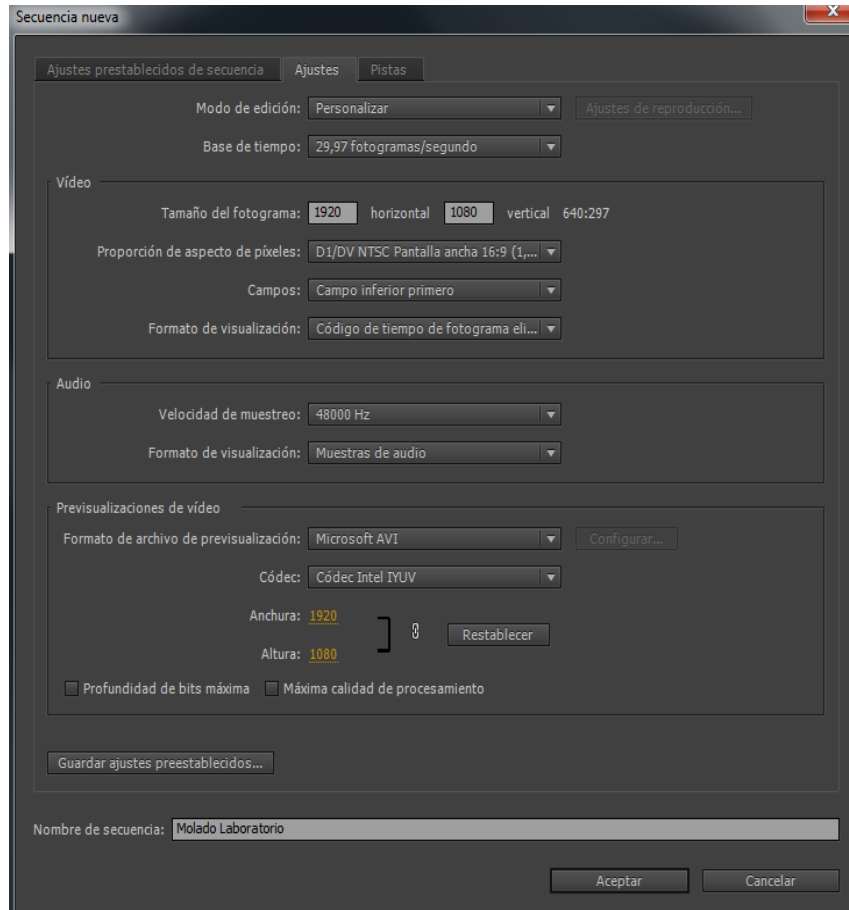 Secuencia nueva
Ajustes prestablecidos de secuencia Ajustes Pistas
Modo de edición: Personalizar Ajustes de reproducción...
Base de tiempo: 29,97 fotogramas/segundo
Vídeo
Tamaño del fotograma: 1920 horizontal 1080 vertical 640:297
Proporción de aspecto de píxeles: D1/DV NTSC Pantalla ancha 16:9 (1,...
Campos: Campo inferior primero
Formato de visualización: Código de tiempo de fotograma eli...
Audio
Velocidad de muestreo: 48000 Hz
Formato de visualización: Muestras de audio
Previsualizaciones de vídeo
Formato de archivo de previsualización: Microsoft AVI Configurar...
Códec: Códec Intel IYUV
Anchura: 1920
Restablecer
Altura: 1080
Profundidad de bits máxima Máxima calidad de procesamiento
Guardar ajustes preestablecidos...
Nombre de secuencia: Molado Laboratorio
Aceptar Cancelar